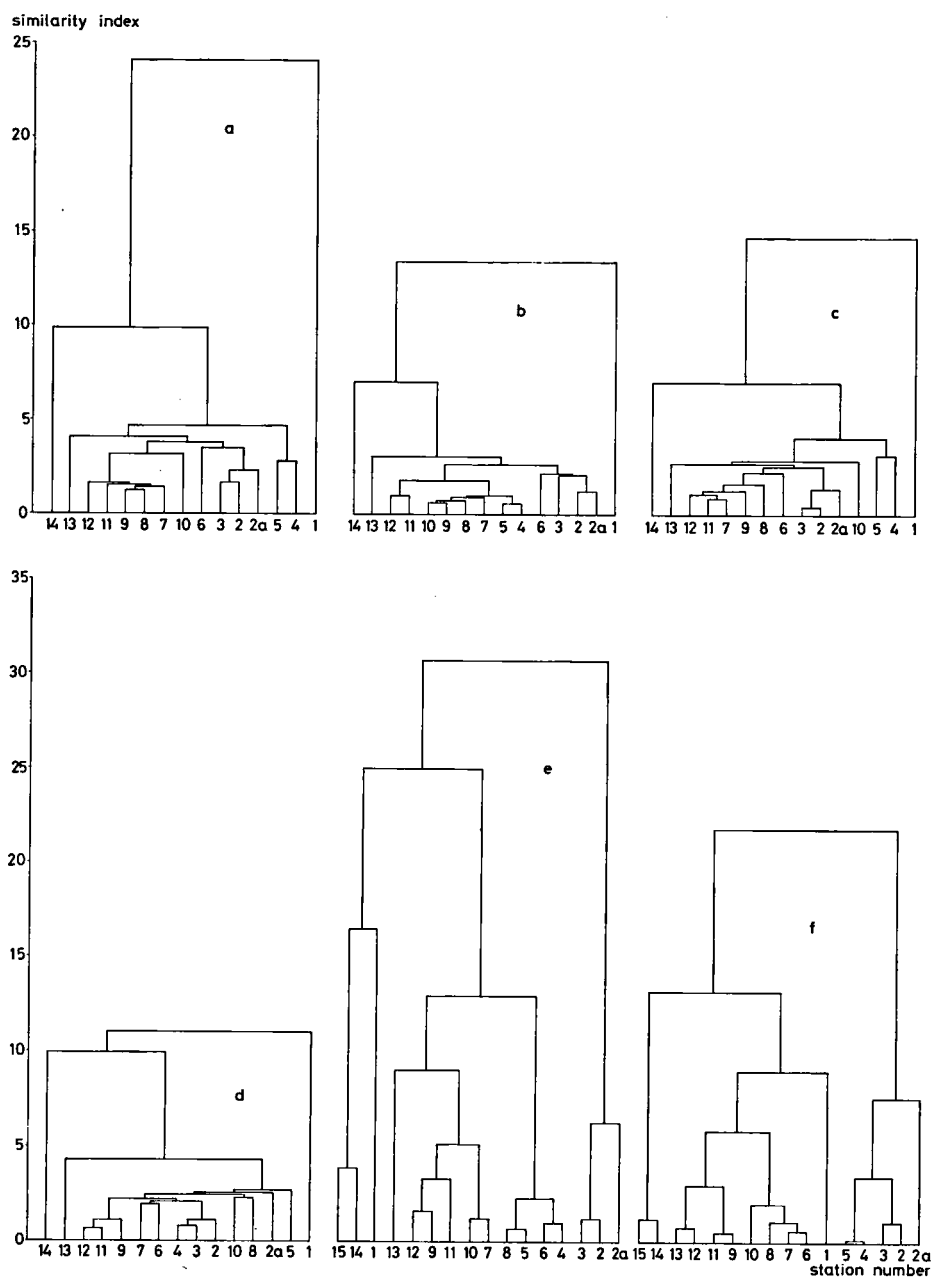 similarity index
25
20
15
10
5
0
a
b
c
14 13 12 11 9 8 7 10 6 3 2 2a 5 4 1
14 13 12 11 10 9 8 7 5 4 6 3 2 2a 1
14 13 12 11 7 9 8 6 3 2 2a 10 5 4 1
35
30
25
20
15
10
5
0
d
e
f
14 13 12 11 9 7 6 4 3 2 10 8 2a 5 1
15 14 1 13 12 9 11 10 7 8 5 6 4 3 2 2a
15 14 13 12 11 9 10 8 7 6 1 5 4 3 2 2a
station number